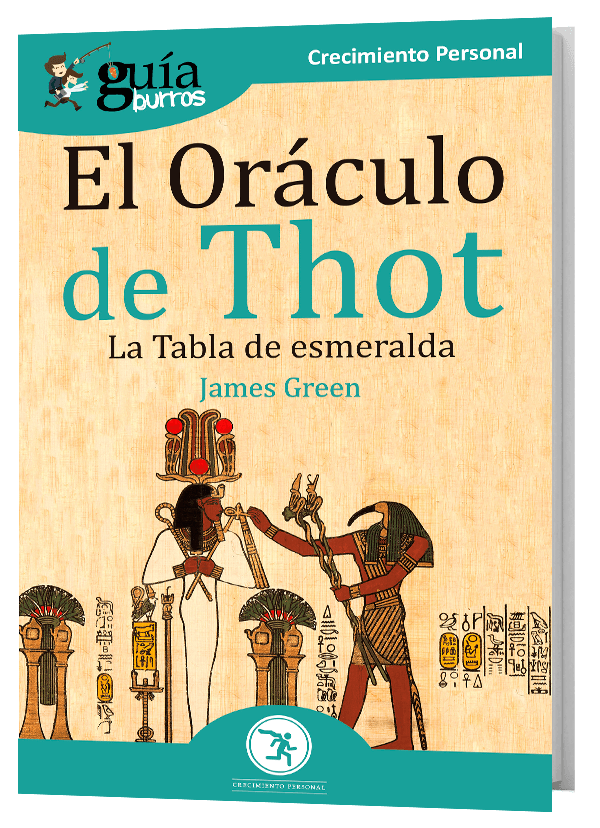 Crecimiento Personal
guía
burros
El Oráculo
de Thot
La Tabla de esmeralda
James Green
CRECIMIENTO PERSONAL